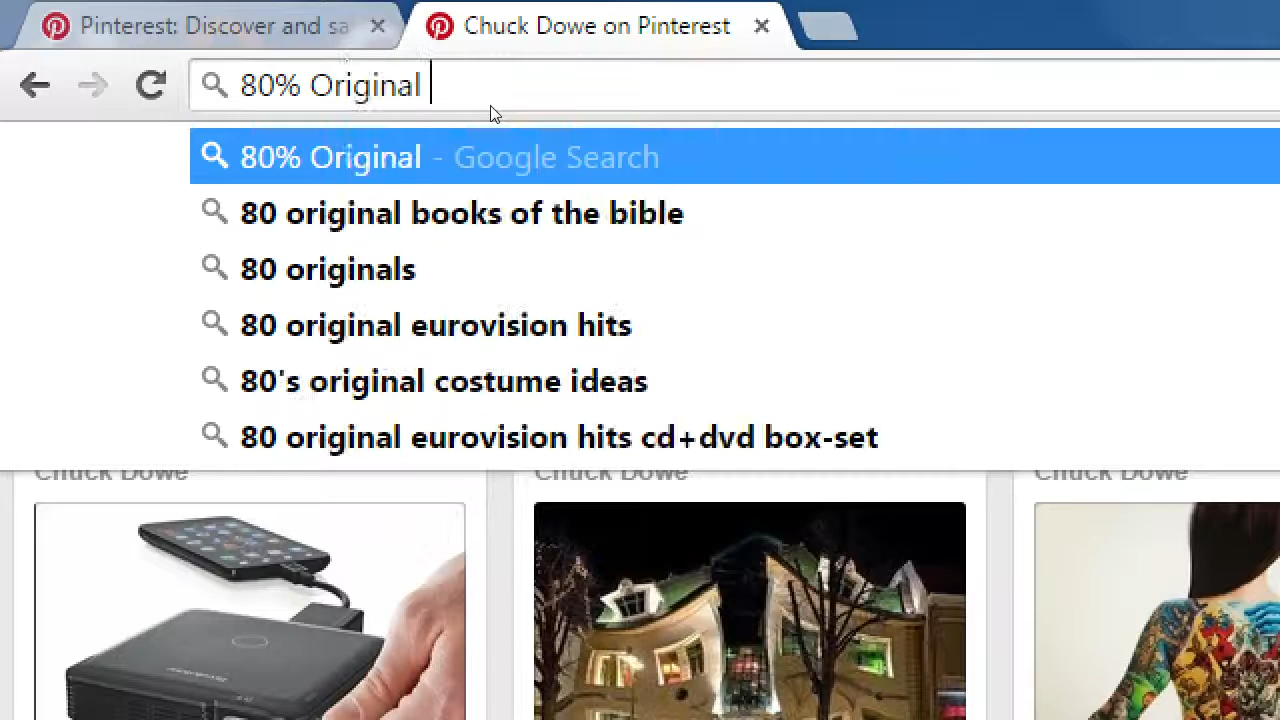 Pinterest: Discover and sa
Chuck Dowe on Pinterest
80% Original
80% Original - Google Search
80 original books of the bible
80 originals
80 original eurovision hits
80's original costume ideas
80 original eurovision hits cd+dvd box-set
Chuck Dowe
Chuck Dowe
Chuck Dowe